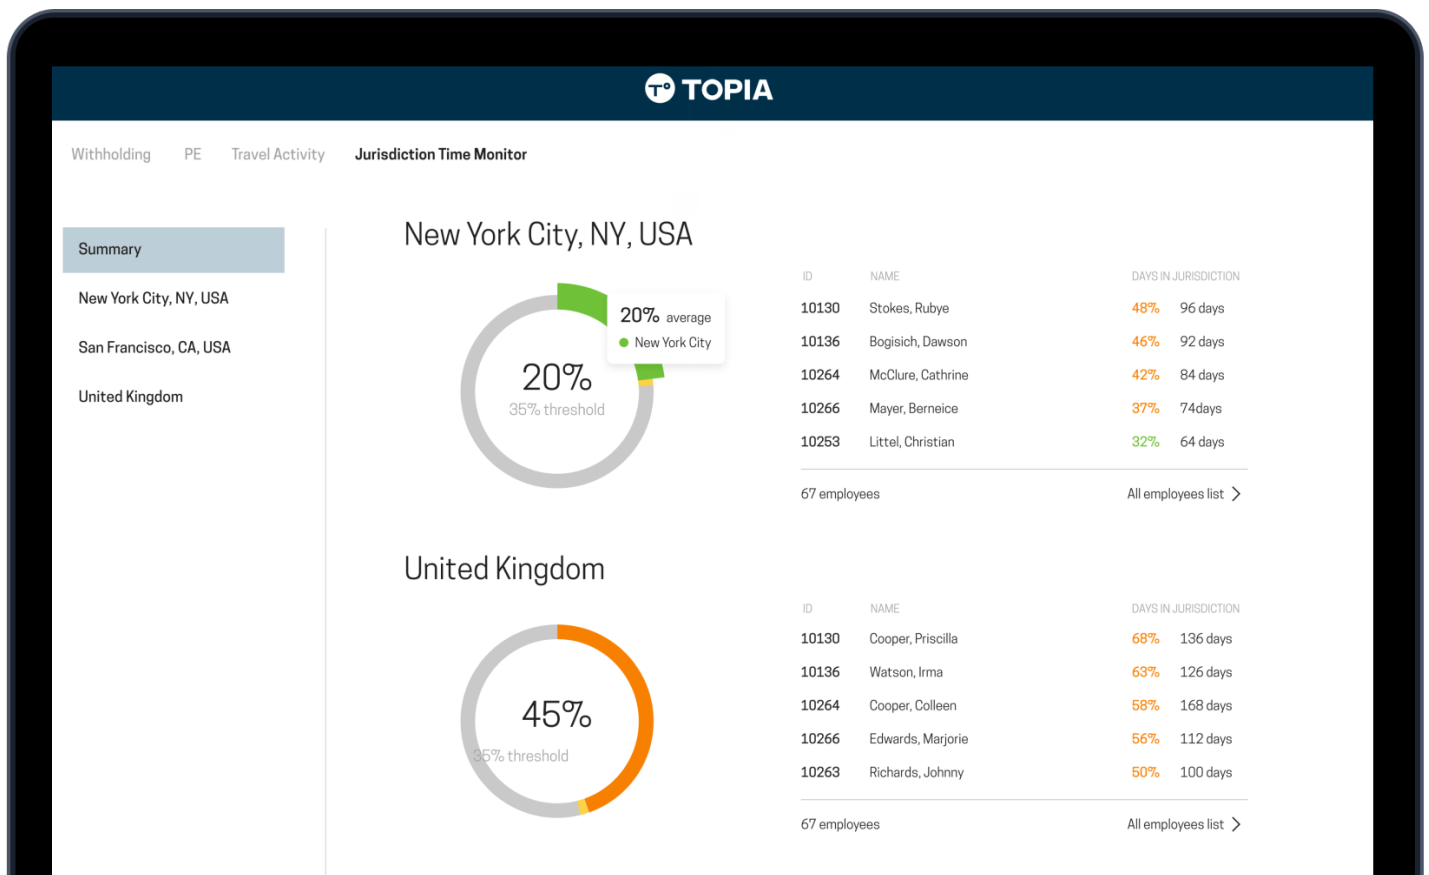 TOPIA
Withholding PE Travel Activity Jurisdiction Time Monitor
Summary
New York City, NY, USA
San Francisco, CA, USA
United Kingdom
New York City, NY, USA
20% average
New York City
20%
35% threshold
ID NAME DAYS IN JURISDICTION
10130 Stokes, Rubye 48% 96 days
10136 Bogisich, Dawson 46% 92 days
10264 McClure, Cathrine 42% 84 days
10266 Mayer, Berneice 37% 74days
10253 Littel, Christian 32% 64 days
67 employees All employees list
United Kingdom
45%
35% threshold
ID NAME DAYS IN JURISDICTION
10130 Cooper, Priscilla 68% 136 days
10136 Watson, Irma 63% 126 days
10264 Cooper, Colleen 58% 168 days
10266 Edwards, Marjorie 56% 112 days
10263 Richards, Johnny 50% 100 days
67 employees All employees list